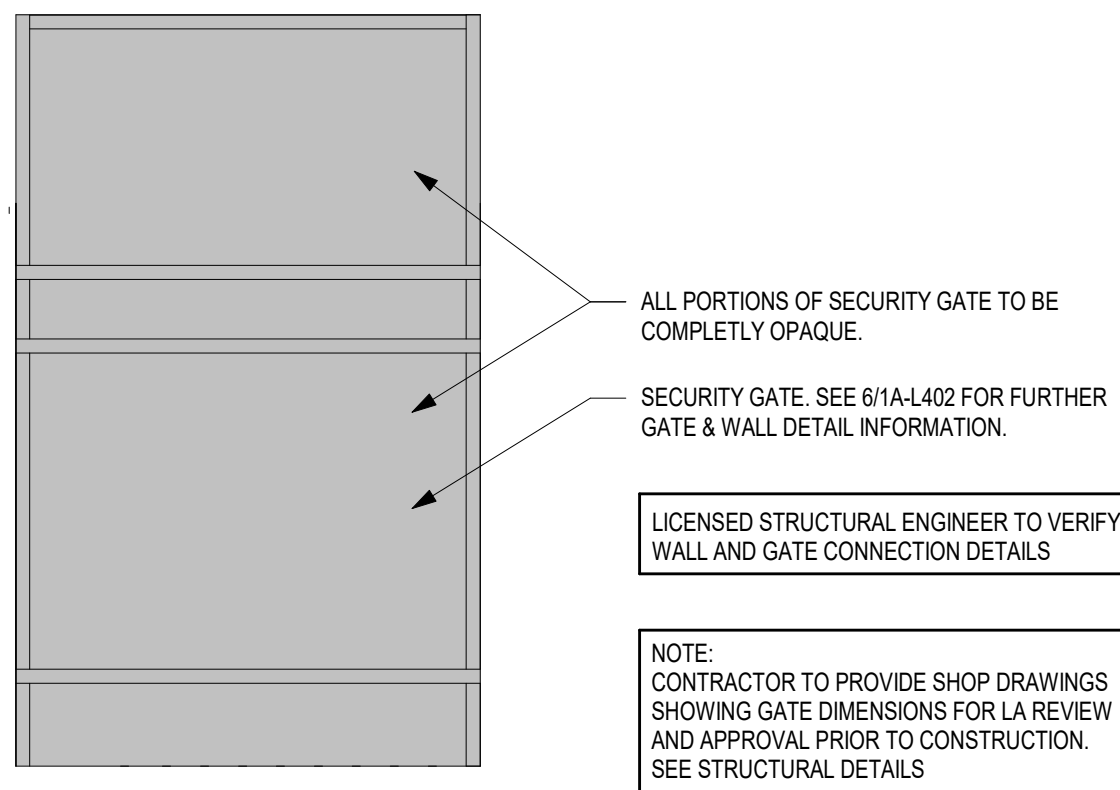 ALL PORTIONS OF SECURITY GATE TO BE
COMPLETLY OPAQUE.
SECURITY GATE. SEE 6/1A-L402 FOR FURTHER
GATE & WALL DETAIL INFORMATION.
LICENSED STRUCTURAL ENGINEER TO VERIFY
WALL AND GATE CONNECTION DETAILS
NOTE:
CONTRACTOR TO PROVIDE SHOP DRAWINGS
SHOWING GATE DIMENSIONS FOR LA REVIEW
AND APPROVAL PRIOR TO CONSTRUCTION.
SEE STRUCTURAL DETAILS